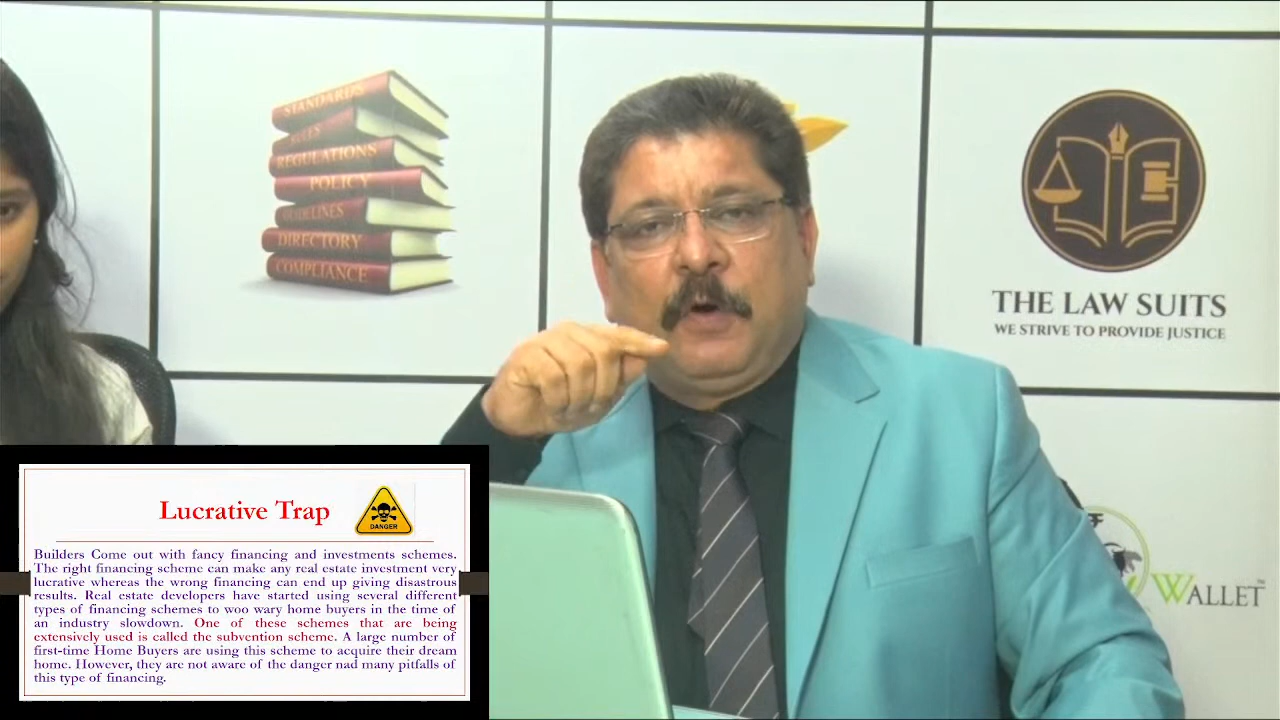 STANDARDS
REGULATIONS
POLICY
GUIDELINES
DIRECTORY
COMPLIANCE
THE LAW SUITS
WE STRIVE TO PROVIDE JUSTICE
WALLET
Lucrative Trap
DANGER
Builders Come out with fancy financing and investments schemes.
The right financing scheme can make any real estate investment very
lucrative whereas the wrong financing can end up giving disastrous
results. Real estate developers have started using several different
types of financing schemes to woo wary home buyers in the time of
an industry slowdown. One of these schemes that are being
extensively used is called the subvention scheme. A large number of
first-time Home Buyers are using this scheme to acquire their dream
home. However, they are not aware of the danger nad many pitfalls of
this type of financing.